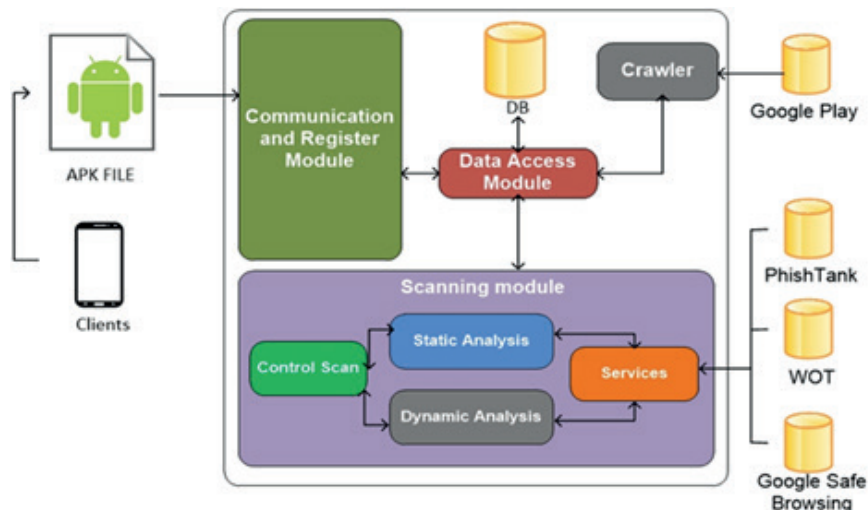 APK FILE
Clients
Communication
and Register
Module
DB
Data Access
Module
Crawler
Google Play
Scanning module
Control Scan
Static Analysis
Dynamic Analysis
Services
PhishTank
WOT
Google Safe
Browsing